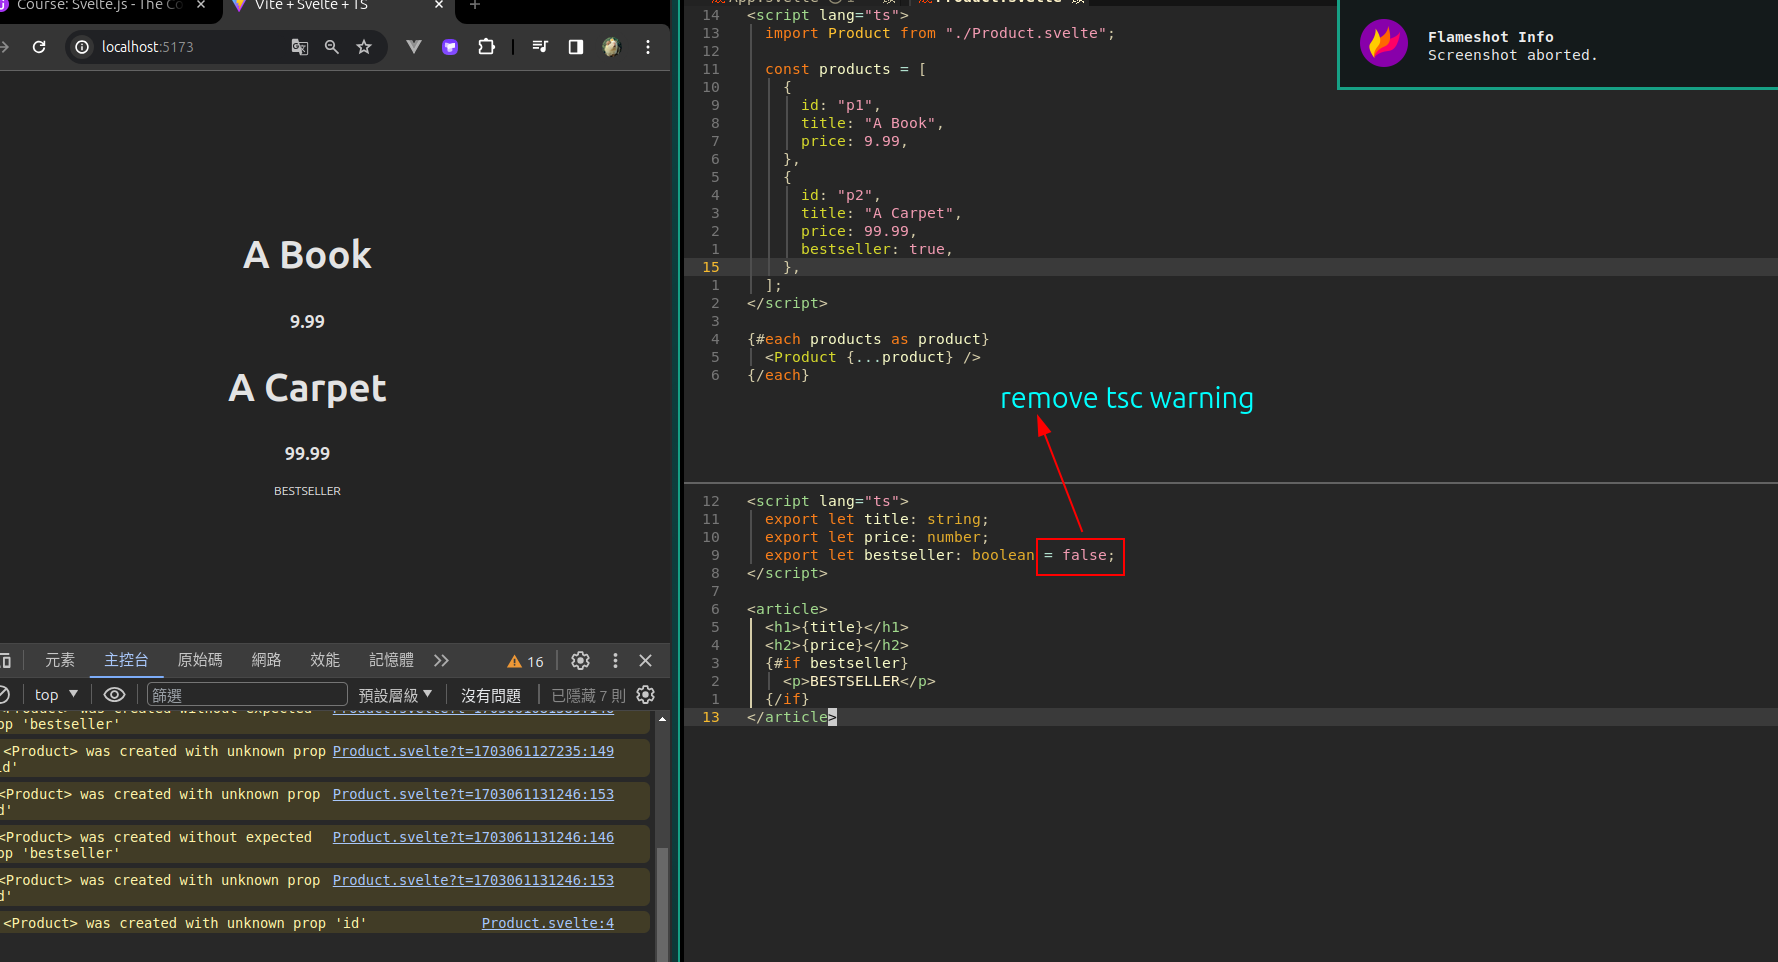 Course: Svelte.js - The Co
Vite + Svelte + TS
localhost:5173
A Book
9.99
A Carpet
99.99
BESTSELLER
元素
主控台
原始碼
網路
效能
記憶體
16
top
篩選
預設層級
沒有問題
已隱藏 7 則
op 'bestseller'
<Product> was created with unknown prop Product.svelte?t=1703061127235:149
id'
<Product> was created with unknown prop Product.svelte?t=1703061131246:153
d'
<Product> was created without expected Product.svelte?t=1703061131246:146
op 'bestseller'
<Product> was created with unknown prop Product.svelte?t=1703061131246:153
d'
<Product> was created with unknown prop 'id' Product.svelte:4
14 <script lang="ts">
13 import Product from "./Product.svelte";
12
11 const products = [
10 {
9 id: "p1",
8 title: "A Book",
7 price: 9.99,
6 },
5 {
4 id: "p2",
3 title: "A Carpet",
2 price: 99.99,
1 bestseller: true,
15 },
1 ];
2 </script>
3
4 {#each products as product}
5 <Product {...product} />
6 {/each}
remove tsc warning
12 <script lang="ts">
11 export let title: string;
10 export let price: number;
9 export let bestseller: boolean = false;
8 </script>
7
6 <article>
5 <h1>{title}</h1>
4 <h2>{price}</h2>
3 {#if bestseller}
2 <p>BESTSELLER</p>
1 {/if}
13 </article>
Flameshot Info
Screenshot aborted.